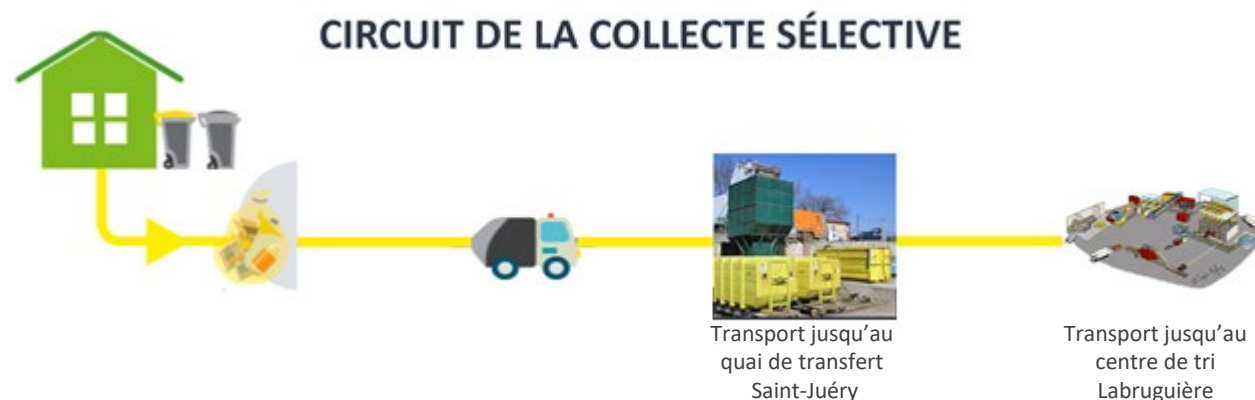 CIRCUIT DE LA COLLECTE SÉLECTIVE
Transport jusqu’au
quai de transfert
Saint-Juéry
Transport jusqu’au
centre de tri
Labruguière